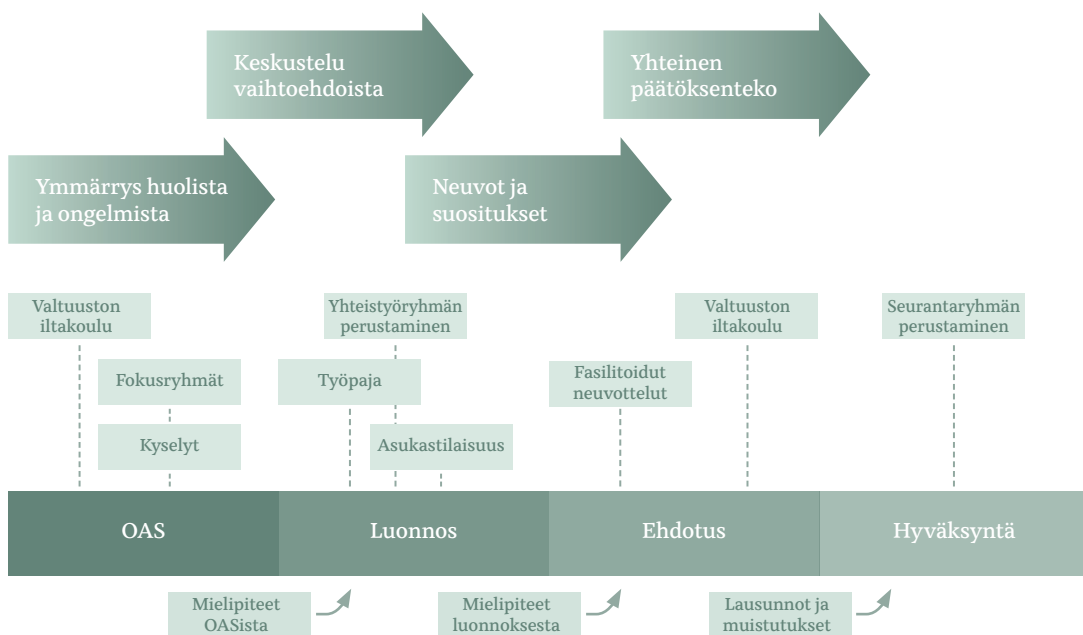 Keskustelu
vaihtoehdoista
Yhteinen
päätöksenteko
Ymmärrys huolista
ja ongelmista
Neuvot ja
suositukset
Valtuuston
iltakoulu
Yhteistyöryhmän
perustaminen
Valtuuston
iltakoulu
Seurantaryhmän
perustaminen
Fokusryhmät
Työpaja
Fasilitoidut
neuvottelut
Kyselyt
Asukastilaisuus
OAS
Luonnos
Ehdotus
Hyväksyntä
Mielipiteet
OASista
Mielipiteet
luonnoksesta
Lausunnot ja
muistutukset